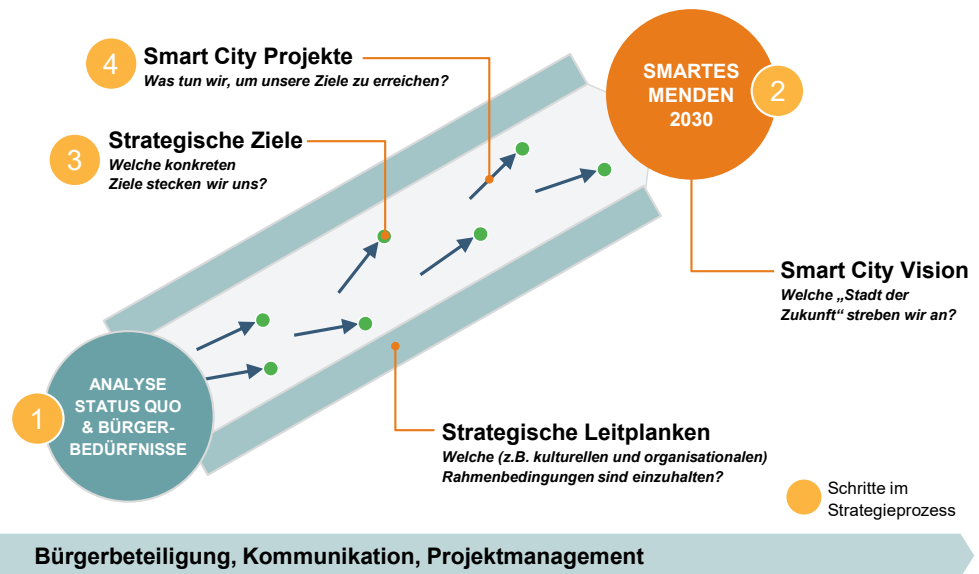 4
Smart City Projekte
Was tun wir, um unsere Ziele zu erreichen?
SMARTES
MENDEN
2030
2
3
Strategische Ziele
Welche konkreten
Ziele stecken wir uns?
Smart City Vision
Welche „Stadt der
Zukunft“ streben wir an?
1
ANALYSE
STATUS QUO
& BÜRGER-
BEDÜRFNISSE
Strategische Leitplanken
Welche (z.B. kulturellen und organisationalen)
Rahmenbedingungen sind einzuhalten?
Schritte im
Strategieprozess
Bürgerbeteiligung, Kommunikation, Projektmanagement